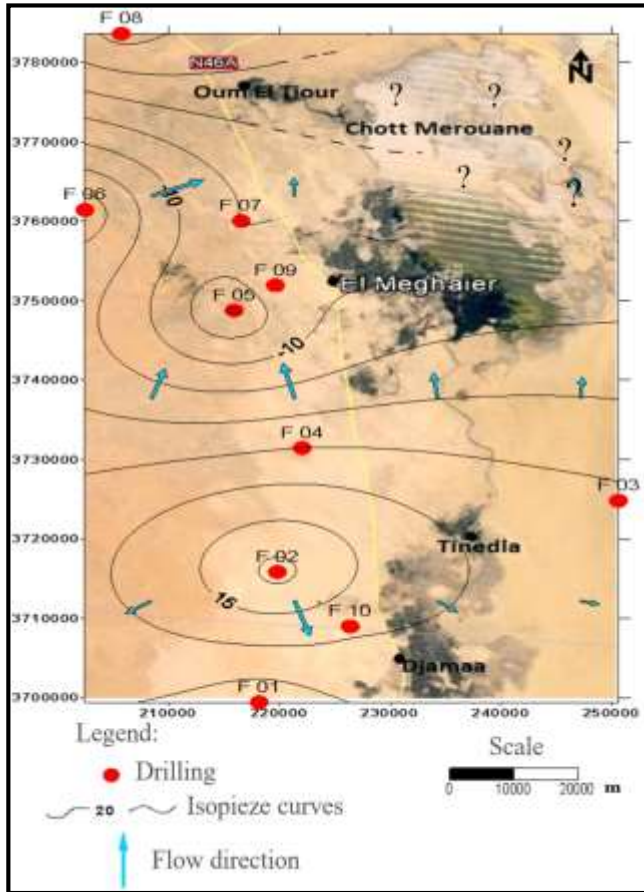 F 08
3780000
N46A
N
Oum El Tiour
?
?
Chott Merouane
3770000
?
?
?
F 06
3760000
F 07
F 09
El Meghaier
3750000
F 05
-10
3740000
F 04
3730000
F 03
3720000
Tinedla
F 02
15
3710000
F 10
Djamaa
3700000
F 01
210000
220000
230000
240000
250000
Legend:
Scale
Drilling
0
10000
20000
m
20
Isopieze curves
Flow direction